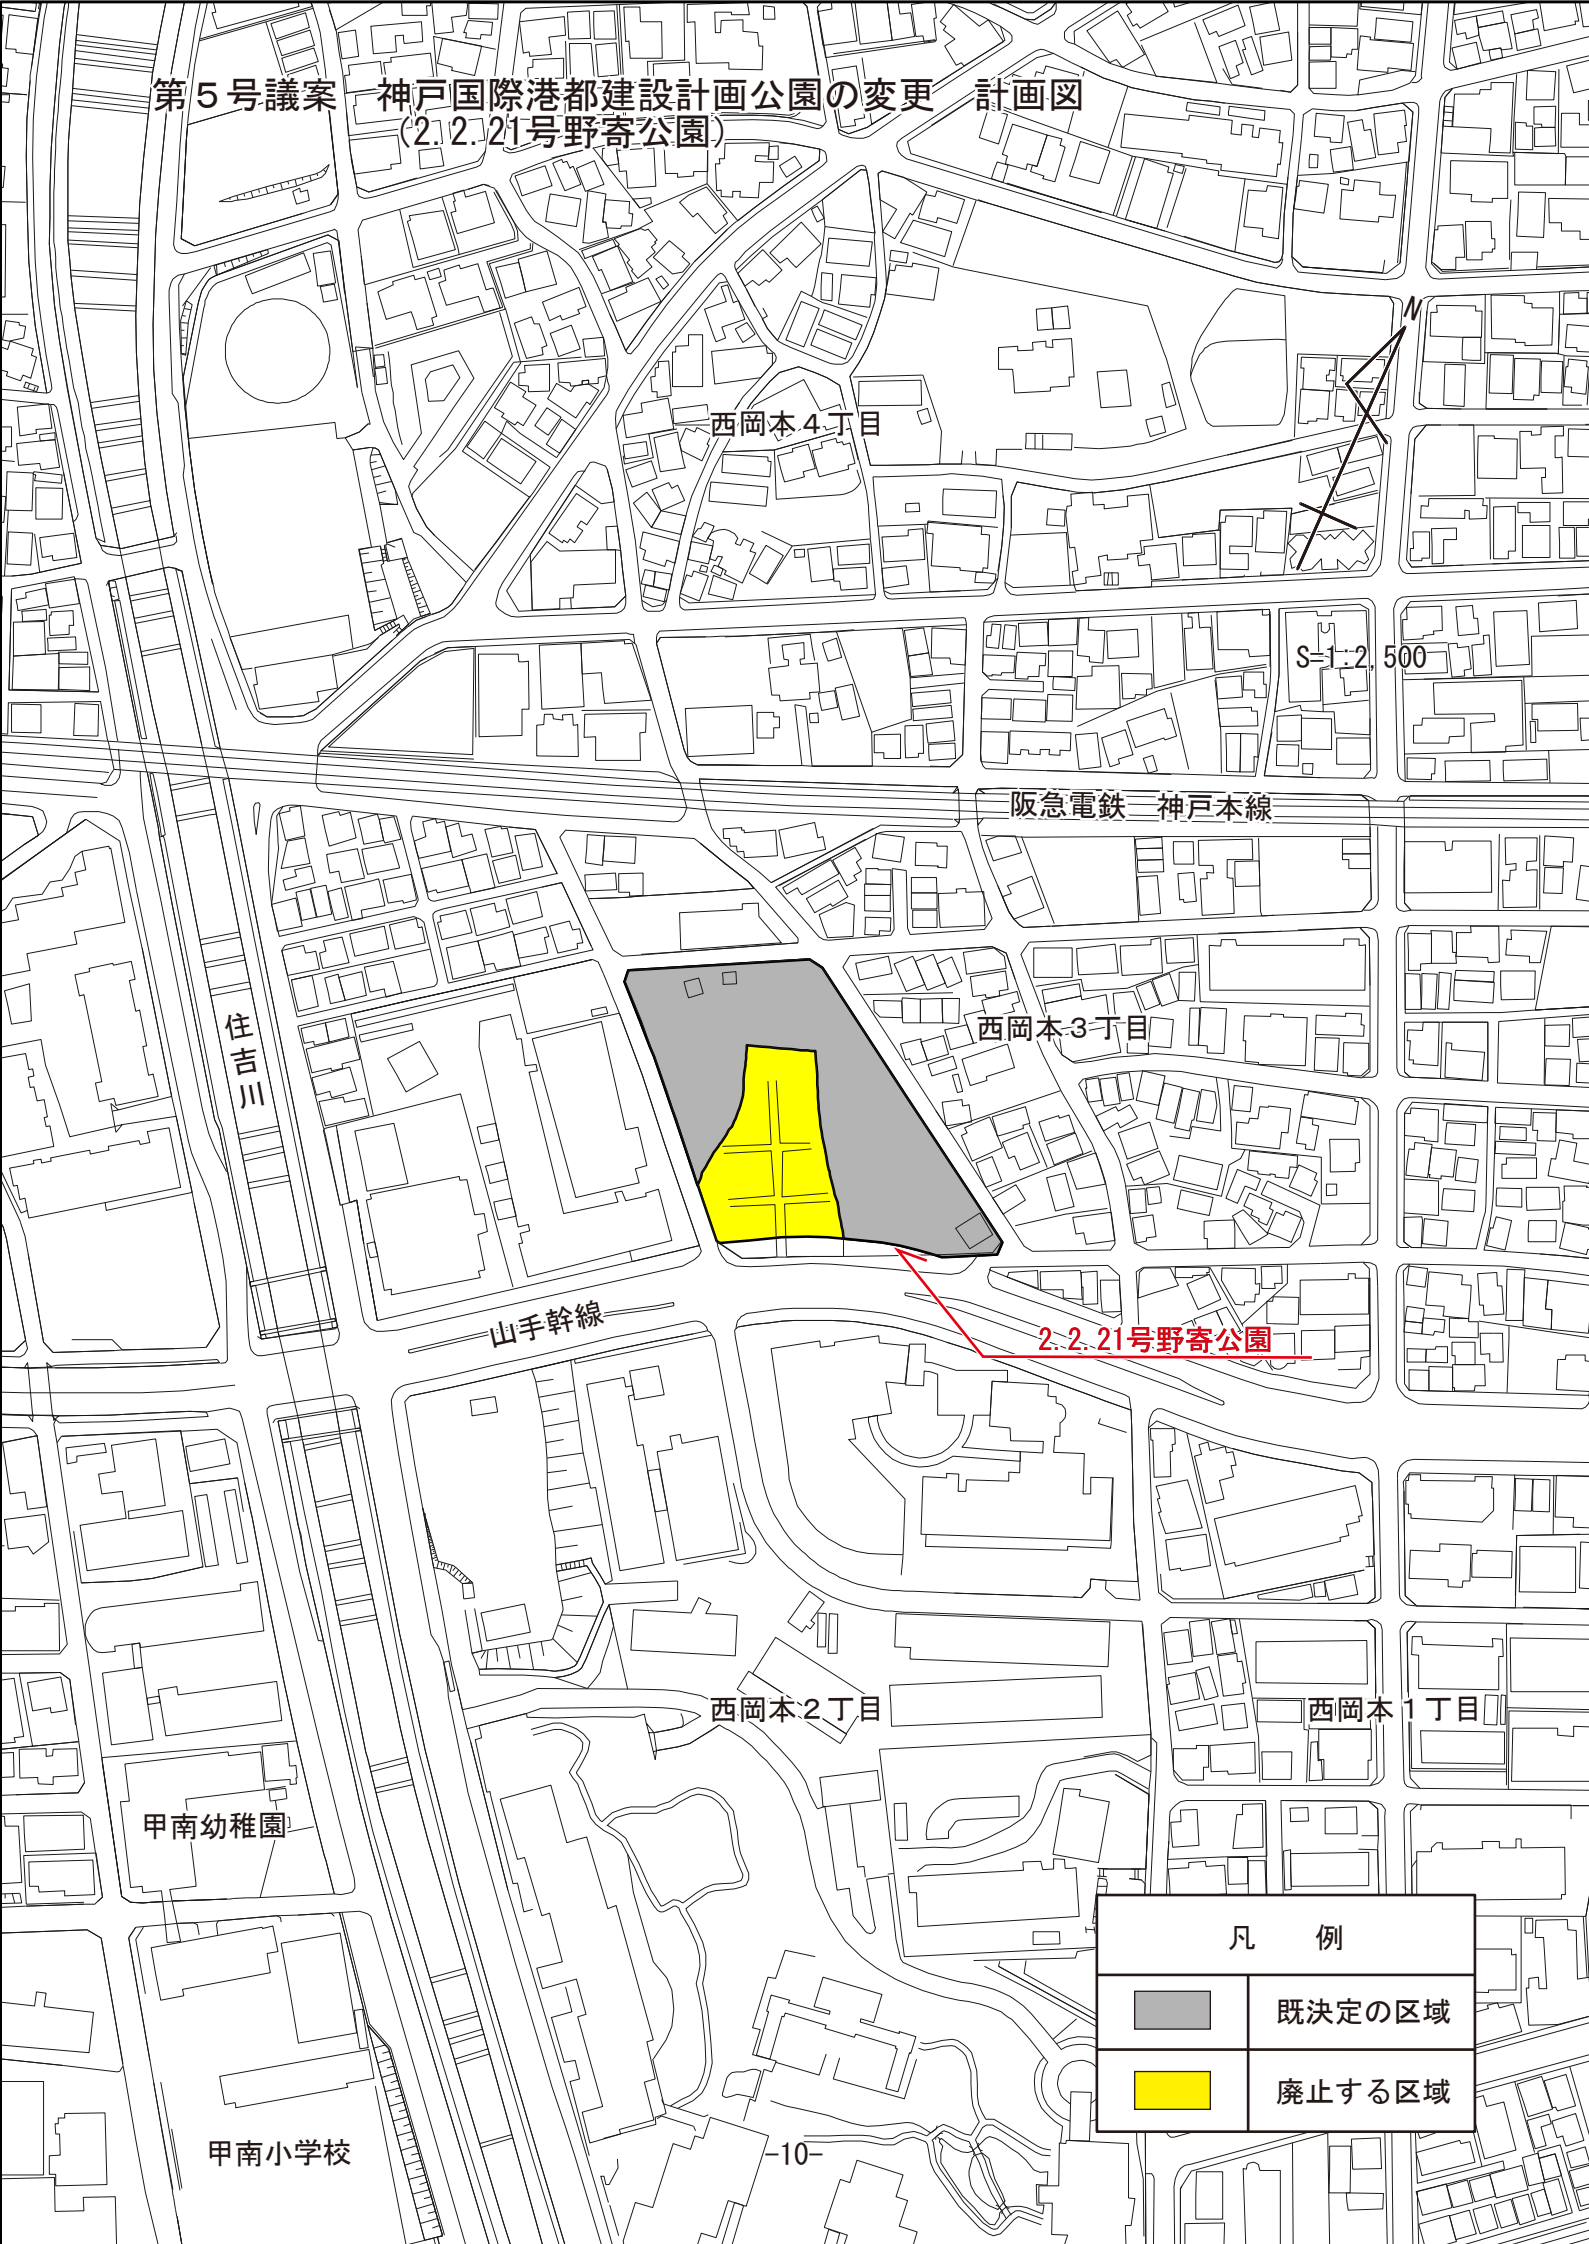 第５号議案　神戸国際港都建設計画公園の変更　計画図
（2.2.21号野寄公園）
N
西岡本４丁目
S=1:2,500
阪急電鉄　神戸本線
住吉川
西岡本３丁目
山手幹線
2.2.21号野寄公園
西岡本２丁目
西岡本１丁目
甲南幼稚園
凡　例
既決定の区域
廃止する区域
甲南小学校
-10-